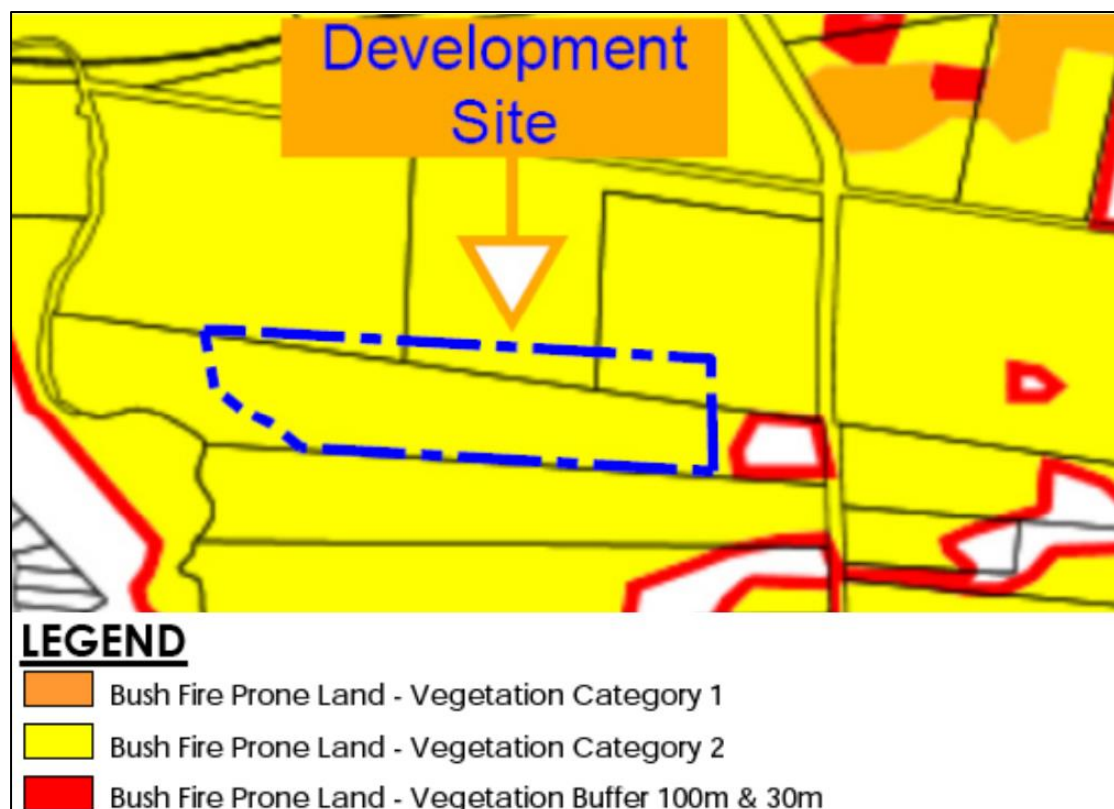 Development
Site
LEGEND
Bush Fire Prone Land - Vegetation Category 1
Bush Fire Prone Land - Vegetation Category 2
Bush Fire Prone Land - Vegetation Buffer 100m & 30m